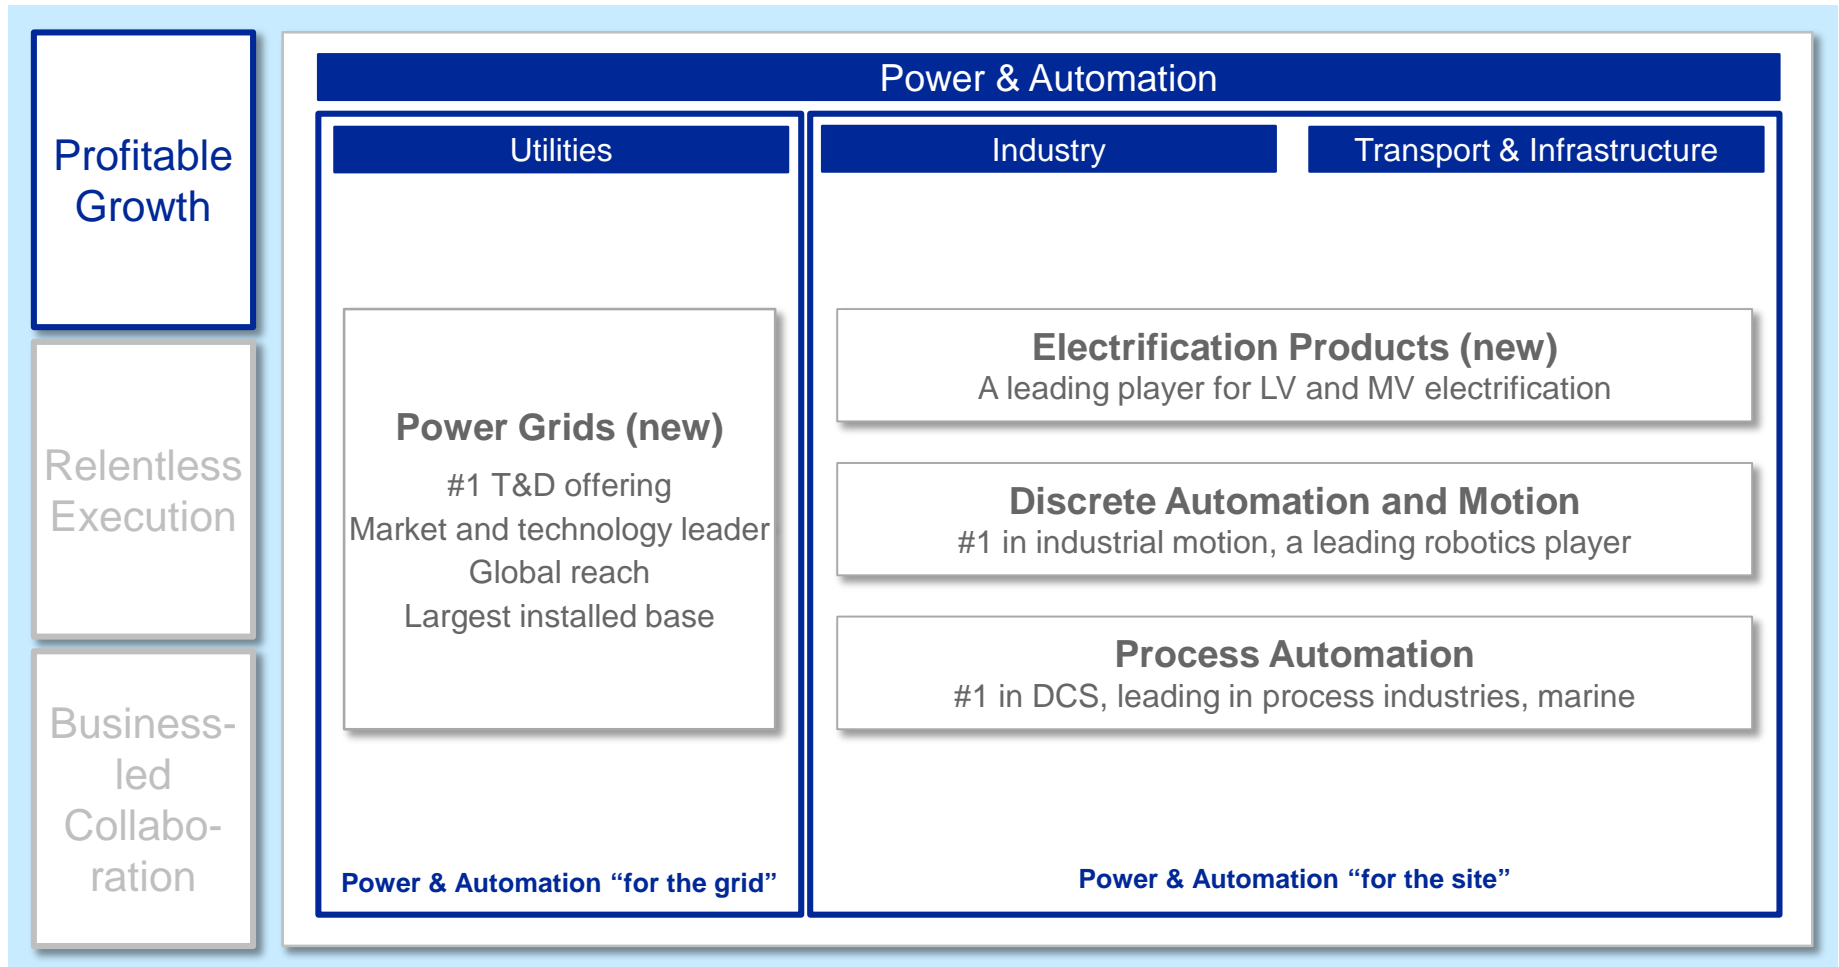 Profitable
Growth
Relentless
Execution
Business-
led
Collabo-
ration
Power & Automation
Utilities
Industry
Transport & Infrastructure
Power Grids (new)
#1 T&D offering
Market and technology leader
Global reach
Largest installed base
Electrification Products (new)
A leading player for LV and MV electrification
Discrete Automation and Motion
#1 in industrial motion, a leading robotics player
Process Automation
#1 in DCS, leading in process industries, marine
Power & Automation “for the grid”
Power & Automation “for the site”